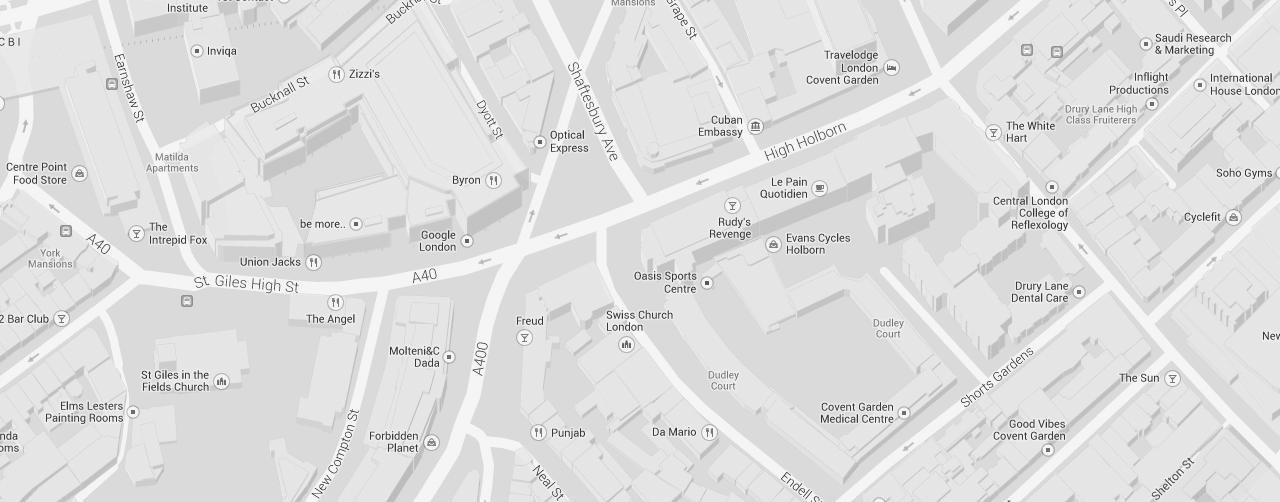 Institute
Mansions
Grape St
s Pl
C B I
Inviqa
Saudi Research
& Marketing
Travelodge
London
Covent Garden
Zizzi's
Earnshaw St
Bucknall St
Shaftesbury Ave
Inflight
Productions
International
House London
Drury Lane High
Class Fruiterers
Dyott St
Cuban
Embassy
Optical
Express
High Holborn
The White
Hart
Matilda
Apartments
Centre Point
Food Store
Byron
Le Pain
Quotidien
Soho Gyms
Central London
College of
Reflexology
Cyclefit
be more..
Rudy's
Revenge
The
Intrepid Fox
Google
London
Evans Cycles
Holborn
A40
York
Mansions
Union Jacks
St Giles High St
A40
Oasis Sports
Centre
Drury Lane
Dental Care
2 Bar Club
The Angel
Freud
Swiss Church
London
Dudley
Court
New
Molteni&C
Dada
A400
St Giles in the
Fields Church
Dudley
Court
Shorts Gardens
The Sun
Elms Lesters
Painting Rooms
Covent Garden
Medical Centre
Good Vibes
Covent Garden
Forbidden
Planet
Punjab
Da Mario
New Compton St
Neal St
Endell S
Shelton St